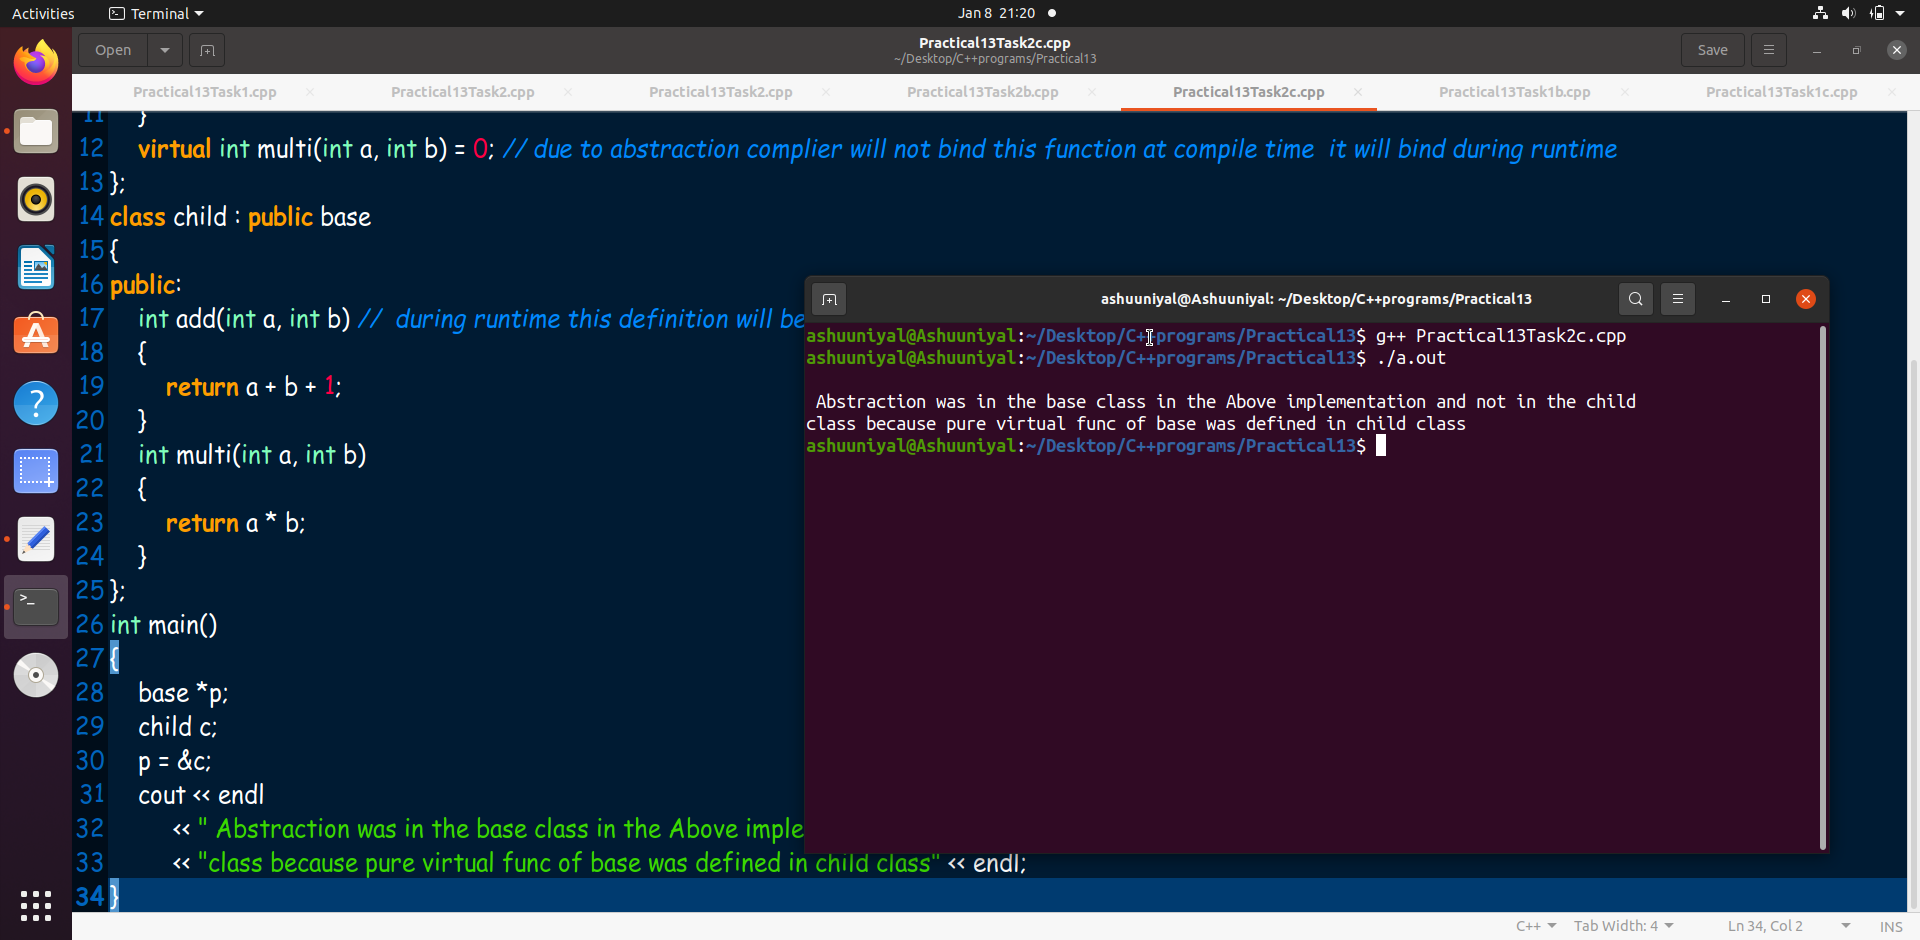 Activities
Terminal
Jan 8 21:20
Open
Practical13Task2c.cpp
~/Desktop/C++programs/Practical13
Save
Practical13Task1.cpp
Practical13Task2.cpp
Practical13Task2.cpp
Practical13Task2b.cpp
Practical13Task2c.cpp
Practical13Task1b.cpp
Practical13Task1c.cpp
11 }
12 virtual int multi(int a, int b) = 0; // due to abstraction complier will not bind this function at compile time  it will bind during runtime
13 };
14 class child : public base
15 {
16 public:
17 int add(int a, int b) //  during runtime this definition will be
18 {
19 return a + b + 1;
20 }
21 int multi(int a, int b)
22 {
23 return a * b;
24 }
25 };
26 int main()
27 {
28 base *p;
29 child c;
30 p = &c;
31 cout << endl
32 << " Abstraction was in the base class in the Above imple
33 << "class because pure virtual func of base was defined in child class" << endl;
34 }
ashuuniyal@Ashuuniyal: ~/Desktop/C++programs/Practical13
ashuuniyal@Ashuuniyal:~/Desktop/C++programs/Practical13$ g++ Practical13Task2c.cpp
ashuuniyal@Ashuuniyal:~/Desktop/C++programs/Practical13$ ./a.out
Abstraction was in the base class in the Above implementation and not in the child
class because pure virtual func of base was defined in child class
ashuuniyal@Ashuuniyal:~/Desktop/C++programs/Practical13$
C++
Tab Width: 4
Ln 34, Col 2
INS